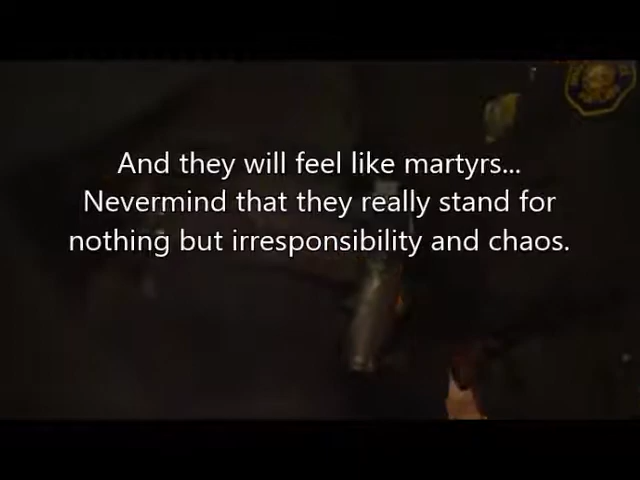 And they will feel like martyrs...
Nevermind that they really stand for
nothing but irresponsibility and chaos.